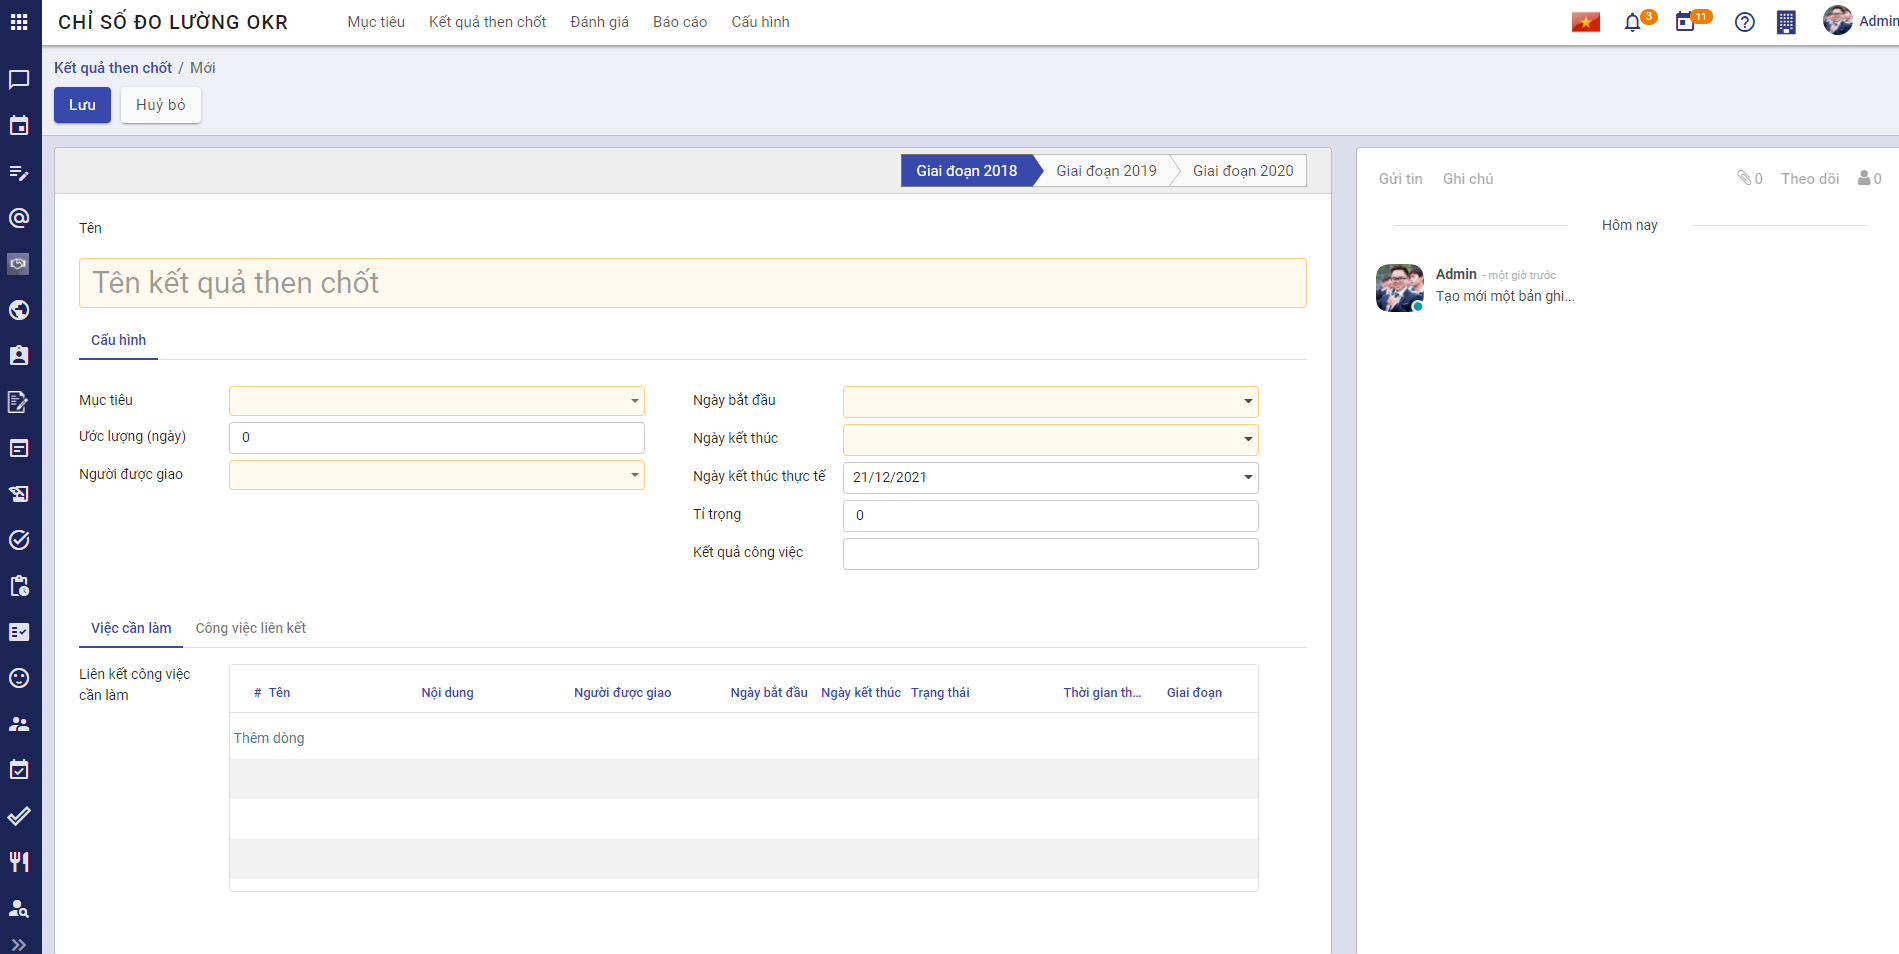 CHỈ SỐ ĐO LƯỜNG OKR Mục tiêu Kết quả then chốt Đánh giá Báo cáo Cấu hình 3 11 Admin
Kết quả then chốt / Mới
Lưu Huỷ bỏ
Giai đoạn 2018 Giai đoạn 2019 Giai đoạn 2020
Tên
Tên kết quả then chốt
Cấu hình
Mục tiêu
Ước lượng (ngày) 0
Người được giao
Ngày bắt đầu
Ngày kết thúc
Ngày kết thúc thực tế 21/12/2021
Tỉ trọng 0
Kết quả công việc
Việc cần làm Công việc liên kết
Liên kết công việc
cần làm
# Tên Nội dung Người được giao Ngày bắt đầu Ngày kết thúc Trạng thái Thời gian th... Giai đoạn
Thêm dòng
Gửi tin Ghi chú 0 Theo dõi 0
Hôm nay
Admin - một giờ trước
Tạo mới một bản ghi...